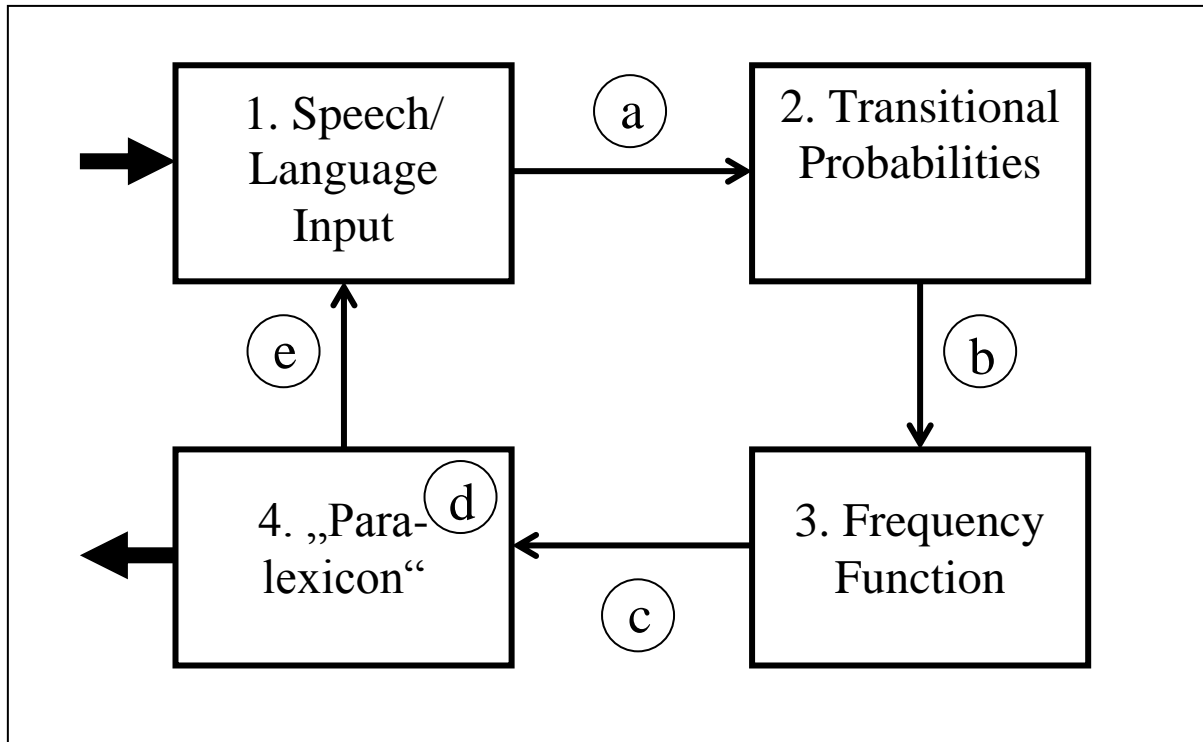 1. Speech/
Language
Input
a
2. Transitional
Probabilities
e
b
4. „Para-
lexicon“
d
3. Frequency
Function
c